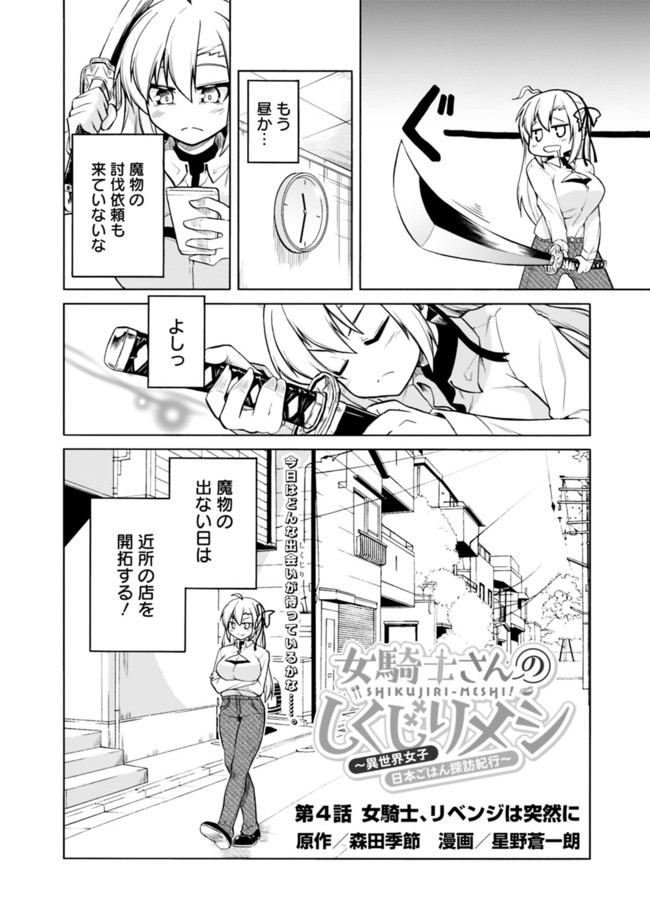 ぐ
もう
昼か…
魔物の
討伐依頼も
来ていないな
よしっ
魔物の
出ない日は
近所の店を
開拓する!
今日はどんな出会いが待っているかな……。
女騎士さんの
SHIKUJIRI-MESHI!
しくじりメシ
〜異世界女子
日本ごはん探訪紀行〜
第4話 女騎士、リベンジは突然に
原作／森田季節 漫画／星野蒼一朗